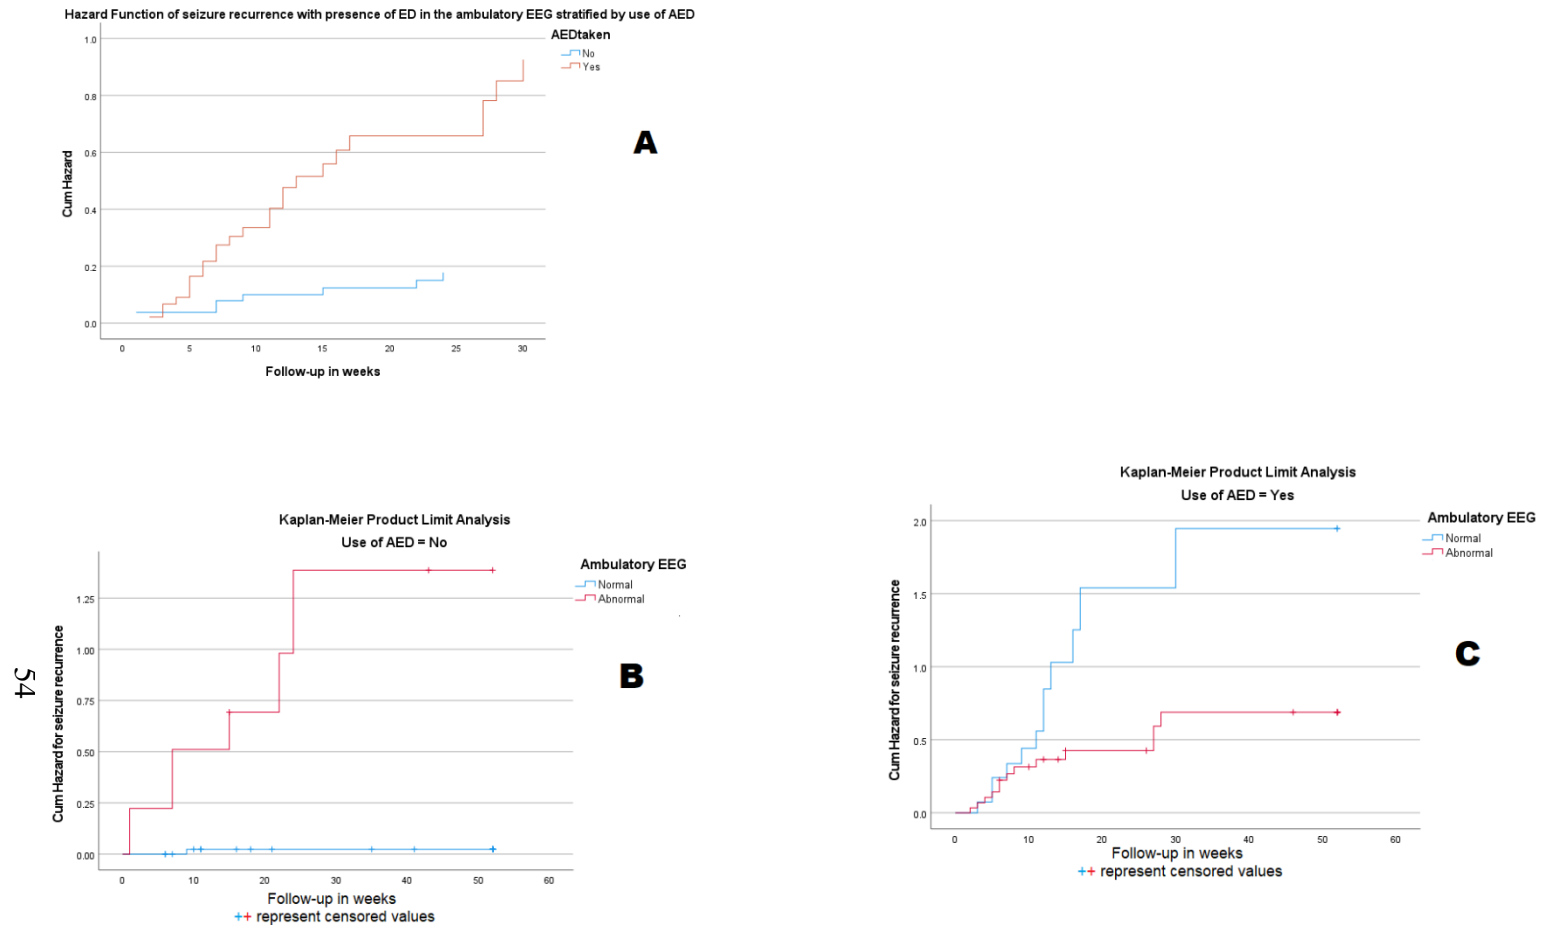 Hazard Function of seizure recurrence with presence of ED in the ambulatory EEG stratified by use of AED
AEDtaken
No
Yes
1.0
0.8
0.6
0.4
0.2
0.0
Cum Hazard
0 5 10 15 20 25 30
Follow-up in weeks
A
Kaplan-Meier Product Limit Analysis
Use of AED = No
Ambulatory EEG
Normal
Abnormal
1.25
1.00
0.75
0.50
0.25
0.00
Cum Hazard for seizure recurrence
0 10 20 30 40 50 60
Follow-up in weeks
++ represent censored values
B
54
Kaplan-Meier Product Limit Analysis
Use of AED = Yes
Ambulatory EEG
Normal
Abnormal
2.0
1.5
1.0
0.5
0.0
Cum Hazard for seizure recurrence
0 10 20 30 40 50 60
Follow-up in weeks
++ represent censored values
C